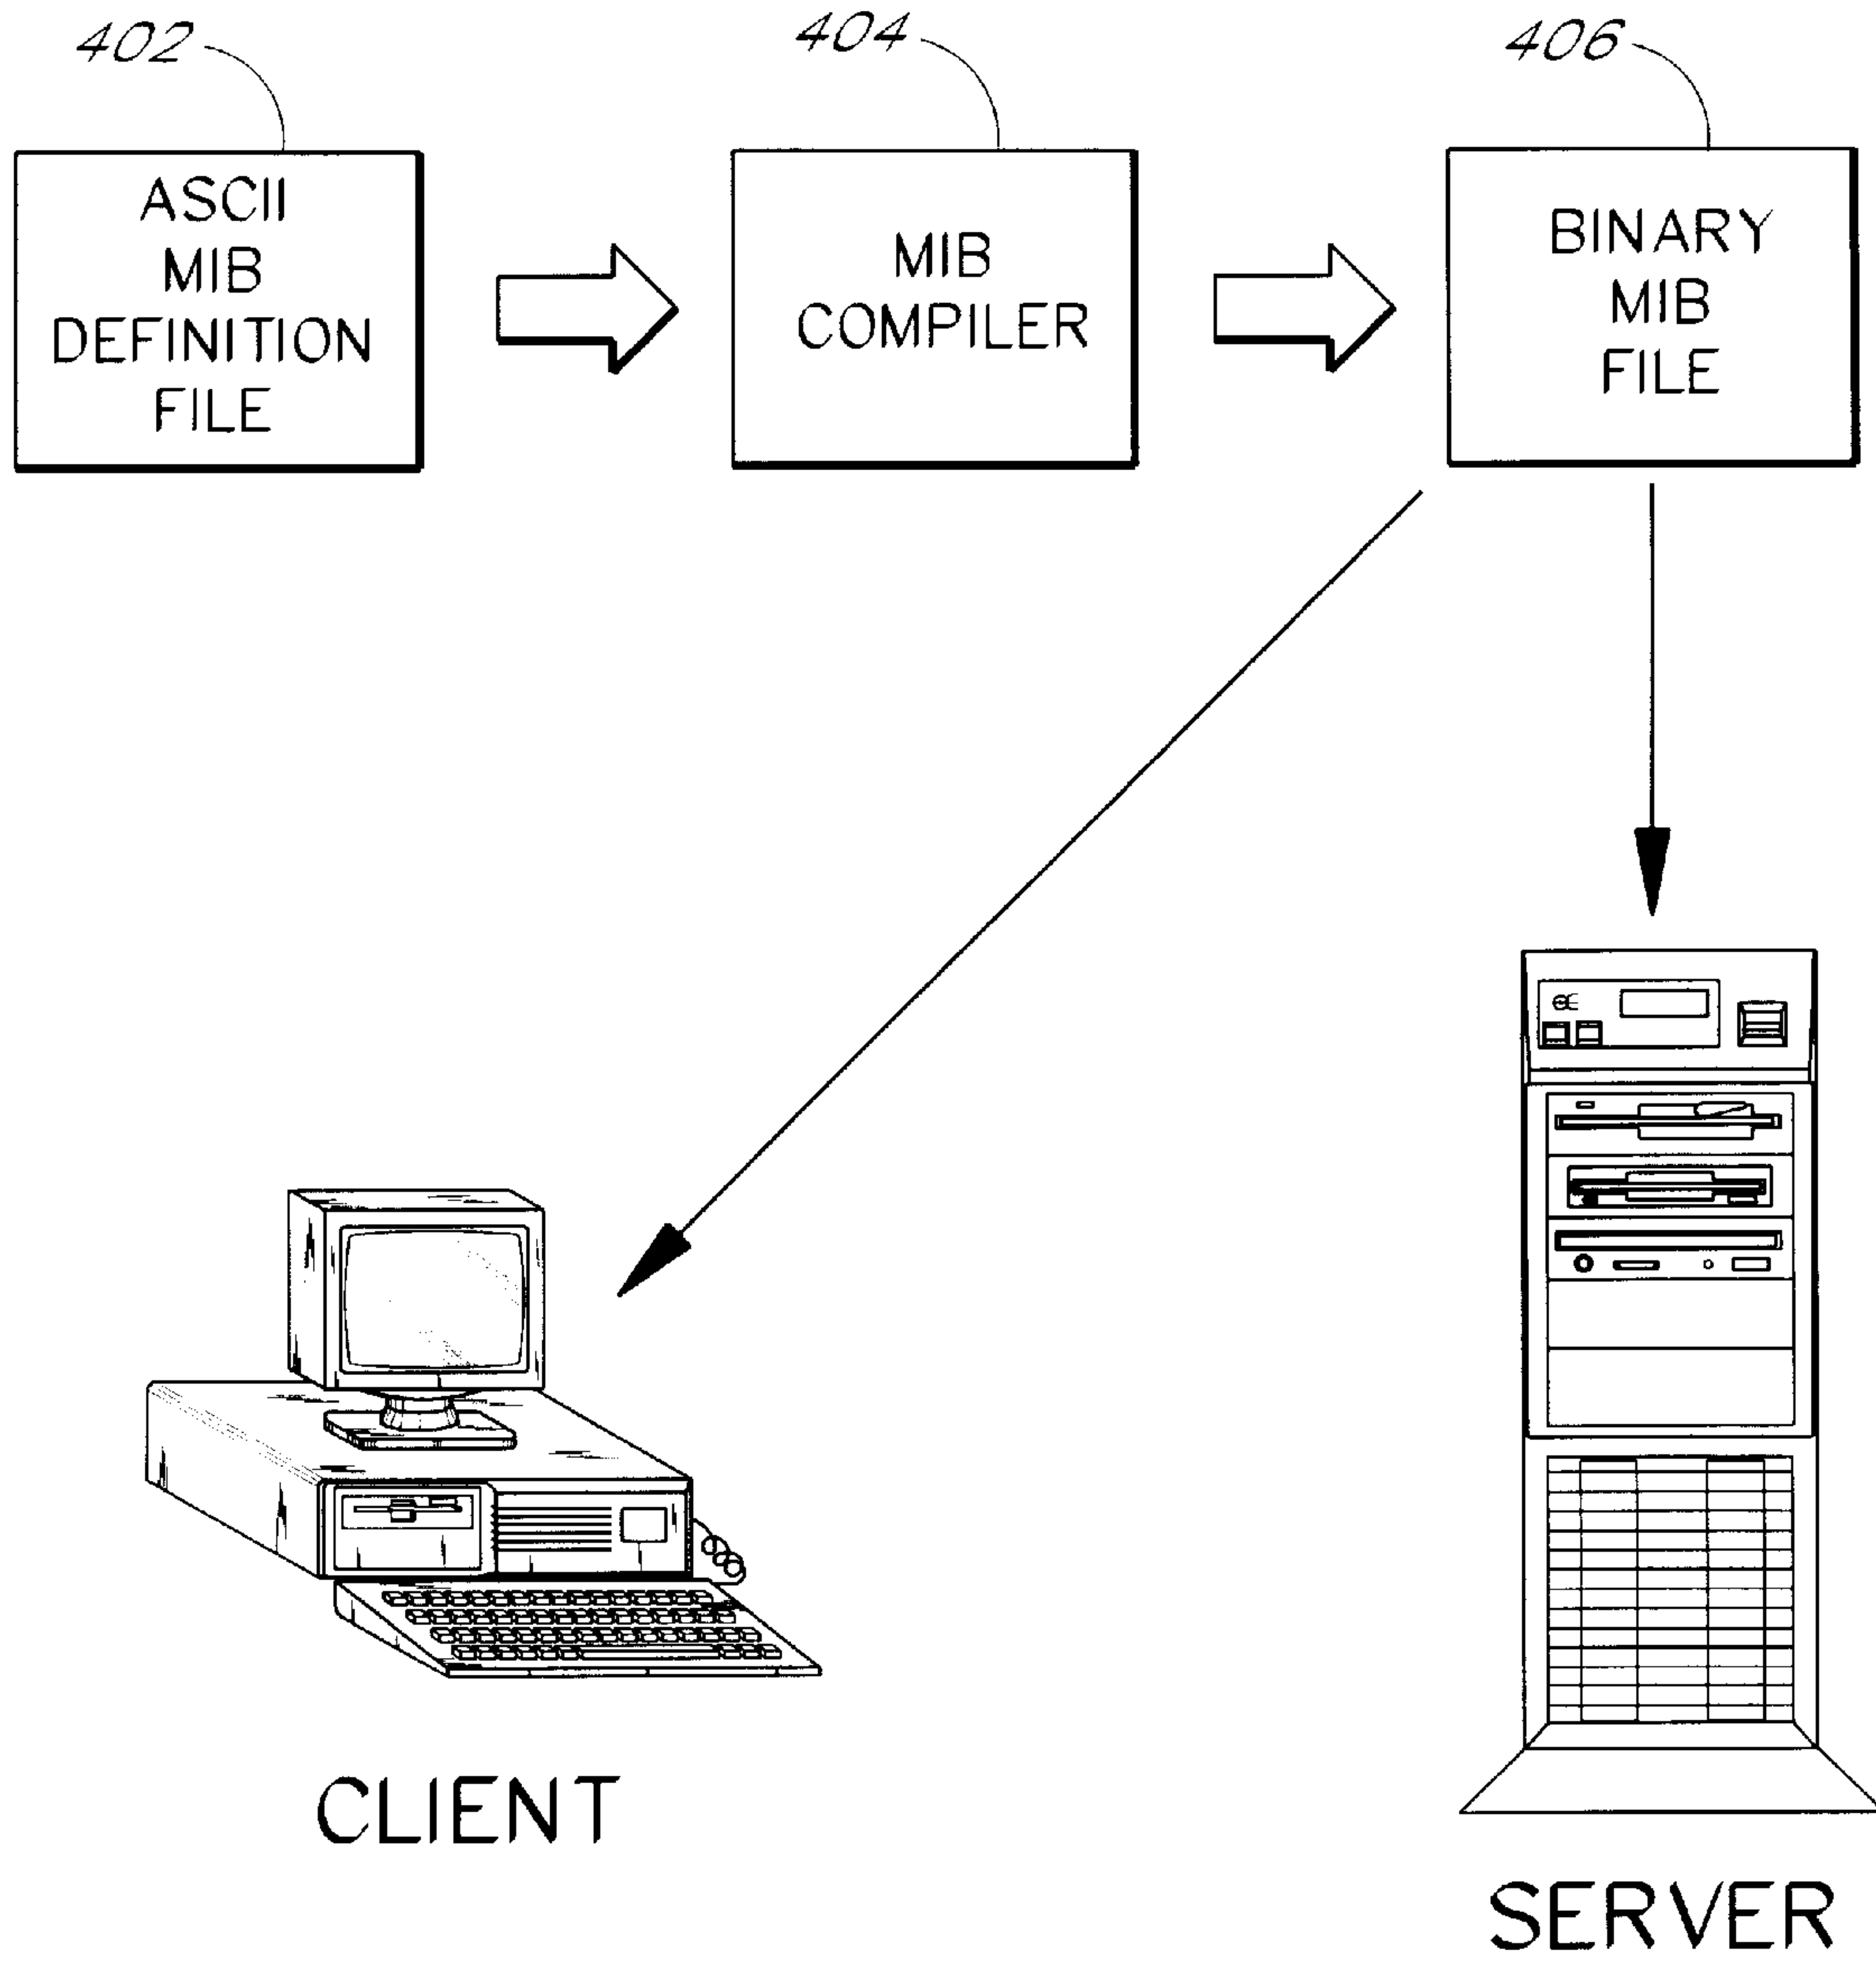 402
404
406
ASCII
MIB
DEFINITION
FILE
MIB
COMPILER
BINARY
MIB
FILE
CLIENT
SERVER